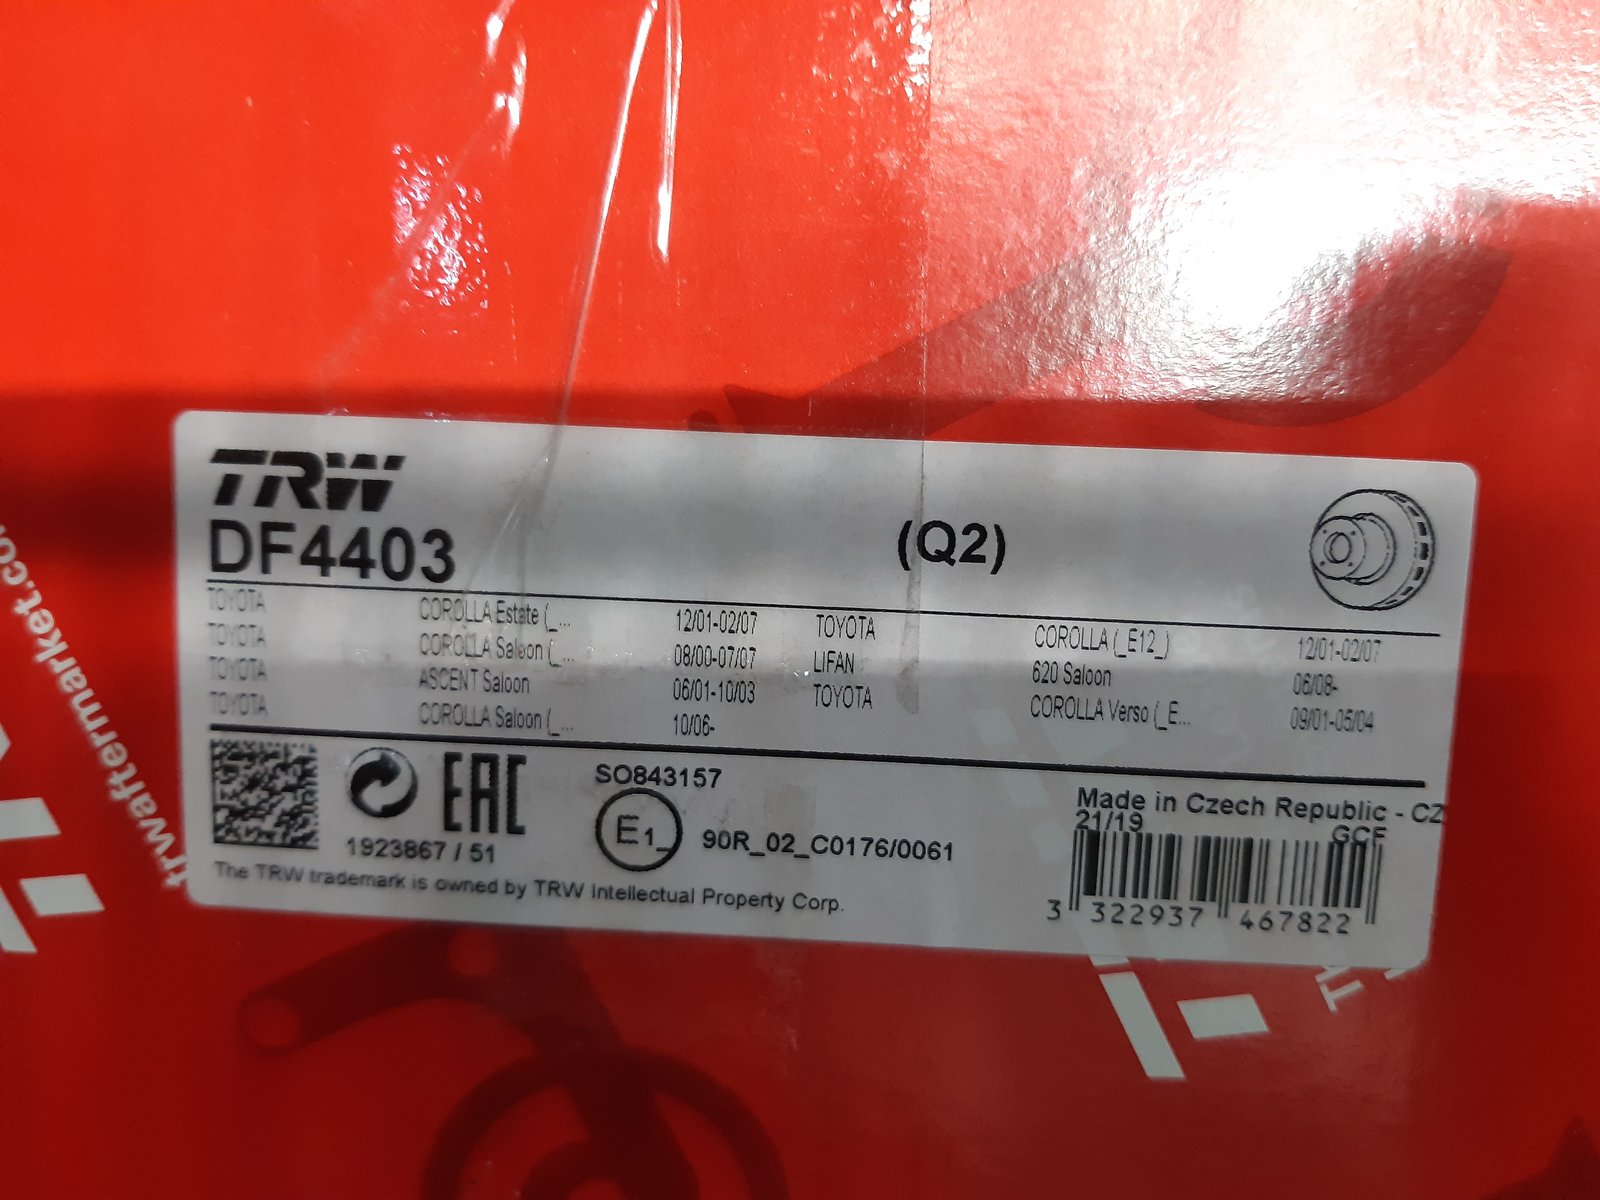 TRW
DF4403
(Q2)
TOYOTA COROLLA Estate (_... 12/01-02/07 TOYOTA COROLLA (_E12_) 12/01-02/07
TOYOTA COROLLA Saloon (_... 08/00-07/07 LIFAN 620 Saloon 06/08-
TOYOTA ASCENT Saloon 06/01-10/03 TOYOTA COROLLA Verso (_E... 09/01-05/04
TOYOTA COROLLA Saloon (_... 10/06-
EAC
1923867 / 51
SO843157
E1_ 90R_02_C0176/0061
Made in Czech Republic - CZ
21/19 GCF
3 322937 467822
The TRW trademark is owned by TRW Intellectual Property Corp.
trwaftermarket.co